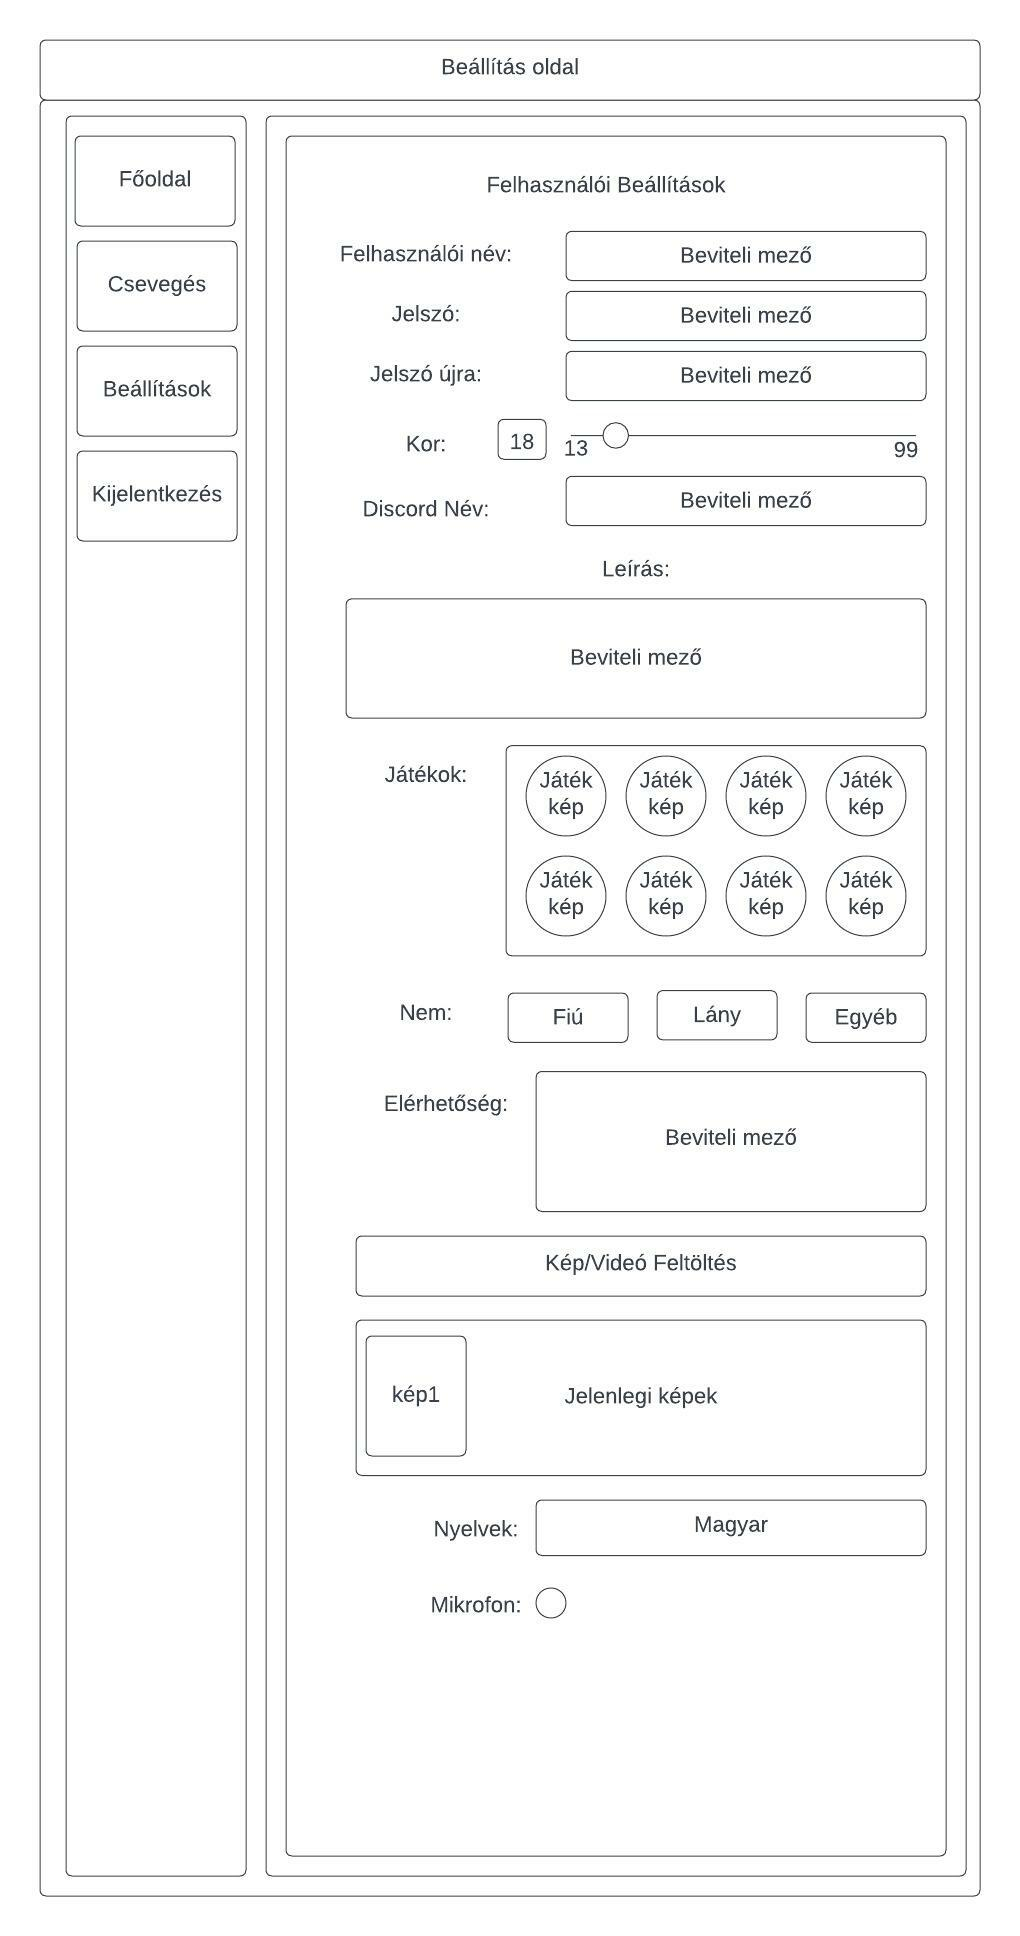 Beállítás oldal
Főoldal
Csevegés
Beállítások
Kijelentkezés
Felhasználói Beállítások
Felhasználói név:
Beviteli mező
Jelszó:
Beviteli mező
Jelszó újra:
Beviteli mező
Kor:
18
13
99
Discord Név:
Beviteli mező
Leírás:
Beviteli mező
Játékok:
Játék
kép
Játék
kép
Játék
kép
Játék
kép
Játék
kép
Játék
kép
Játék
kép
Játék
kép
Nem:
Fiú
Lány
Egyéb
Elérhetőség:
Beviteli mező
Kép/Videó Feltöltés
kép1
Jelenlegi képek
Nyelvek:
Magyar
Mikrofon: